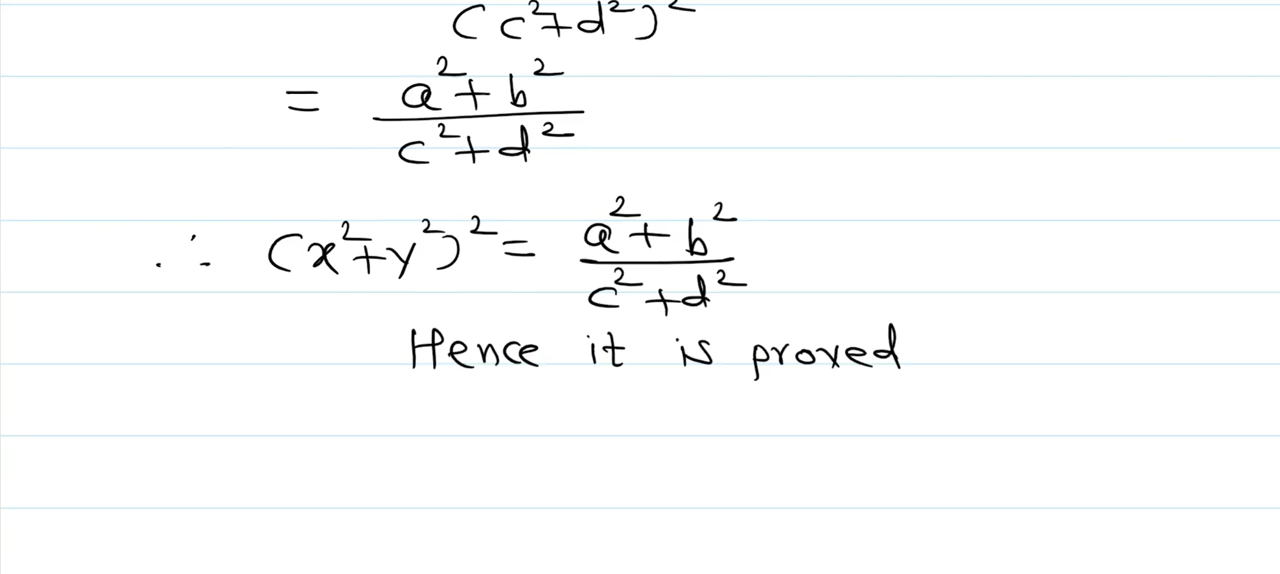 (c²+d²)²
= a²+b² / c²+d²
∴ (x²+y²)² = a²+b² / c²+d²
Hence it is proved